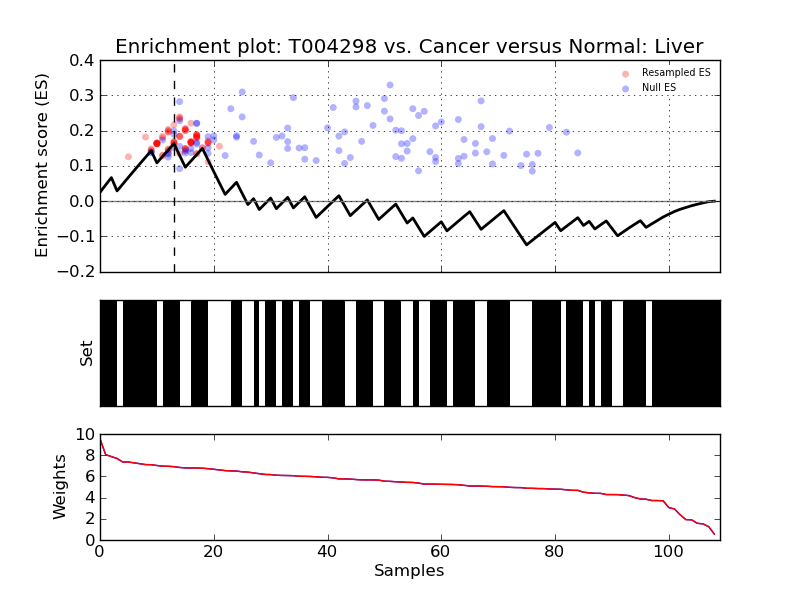 Enrichment plot: T004298 vs. Cancer versus Normal: Liver
Enrichment score (ES)
0.4
0.3
0.2
0.1
0.0
−0.1
−0.2
Resampled ES
Null ES
Set
Weights
10
8
6
4
2
0
0 20 40 60 80 100
Samples